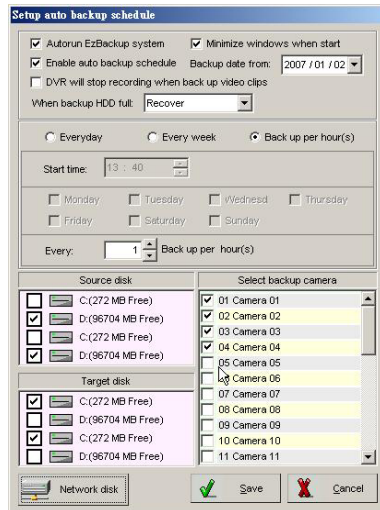 Setup auto backup schedule
Autorun EzBackup system Minimize windows when start
Enable auto backup schedule Backup date from: 2007 / 01 / 02
DVR will stop recording when back up video clips
When backup HDD full: Recover
Everyday Every week Back up per hour(s)
Start time: 13 : 40
Monday Tuesday Wednesd Thursday
Friday Saturday Sunday
Every: 1 Back up per hour(s)
Source disk
C:(272 MB Free)
D:(96704 MB Free)
C:(272 MB Free)
D:(96704 MB Free)
Target disk
C:(272 MB Free)
D:(96704 MB Free)
C:(272 MB Free)
D:(96704 MB Free)
Select backup camera
01 Camera 01
02 Camera 02
03 Camera 03
04 Camera 04
05 Camera 05
06 Camera 06
07 Camera 07
08 Camera 08
09 Camera 09
10 Camera 10
11 Camera 11
Network disk Save Cancel